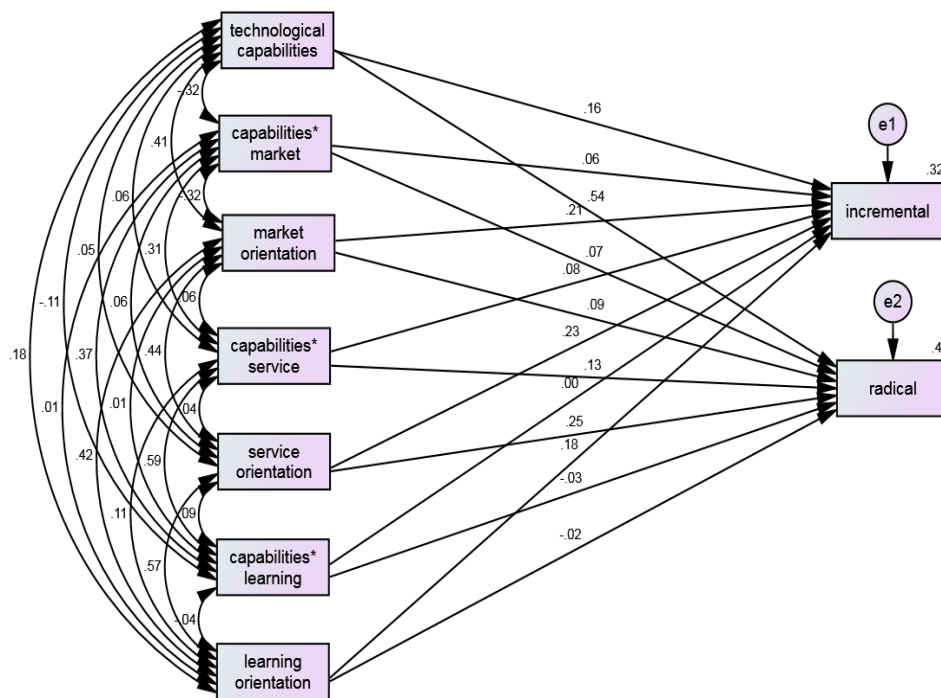 technological
capabilities
-.32
.16
e1
capabilities*
market
.41
.06
.32
.54
.06
-.32
.21
incremental
market
orientation
.05
.31
.07
.08
-.11
.06
.06
.09
e2
.18
.37
.44
.23
.4
capabilities*
service
.13
.00
radical
.01
.01
.04
.25
service
orientation
.18
.42
.59
-.03
.11
.09
.57
-.02
capabilities*
learning
-.04
learning
orientation